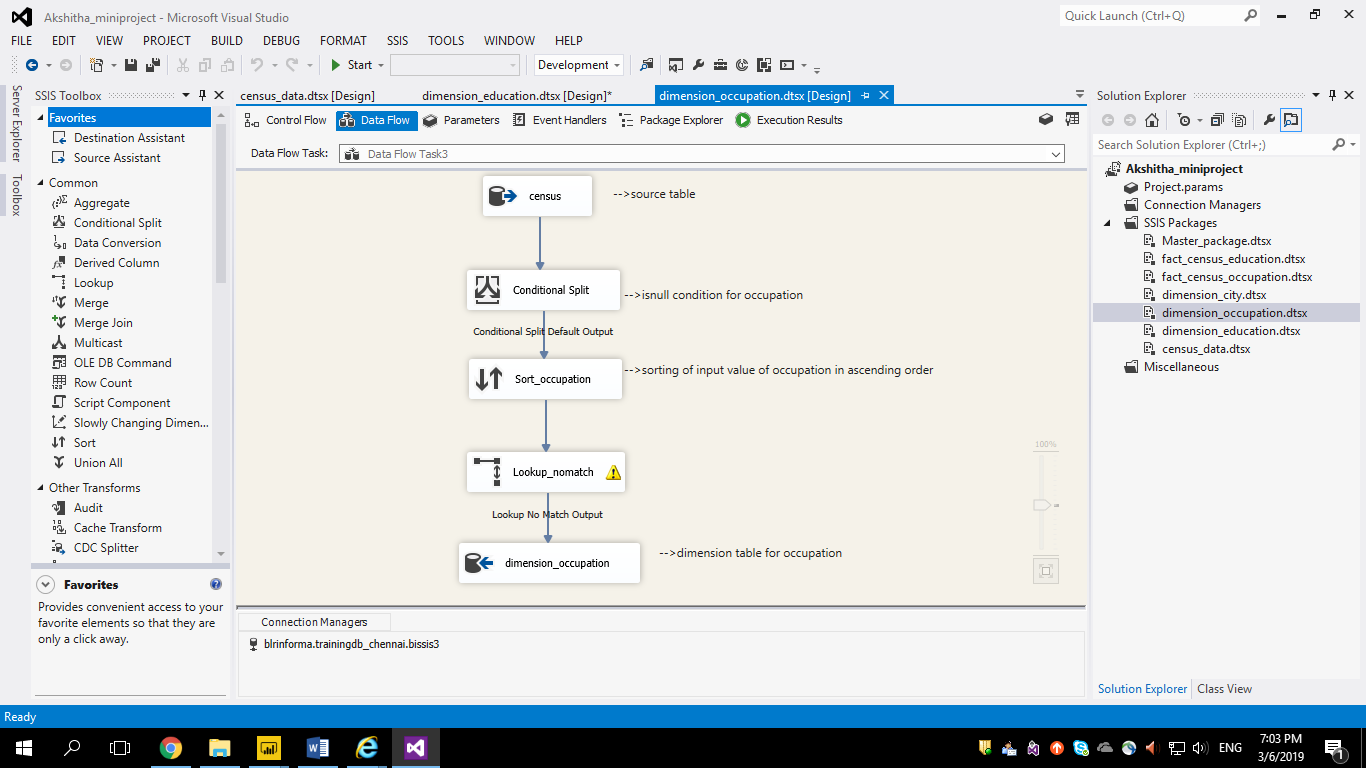 Akshitha_miniproject - Microsoft Visual Studio
Quick Launch (Ctrl+Q)
FILE EDIT VIEW PROJECT BUILD DEBUG FORMAT SSIS TOOLS WINDOW HELP
Start
Development
Server Explorer
Toolbox
SSIS Toolbox
Favorites
Destination Assistant
Source Assistant
Common
Aggregate
Conditional Split
Data Conversion
Derived Column
Lookup
Merge
Merge Join
Multicast
OLE DB Command
Row Count
Script Component
Slowly Changing Dimen...
Sort
Union All
Other Transforms
Audit
Cache Transform
CDC Splitter
Favorites
Provides convenient access to your
favorite elements so that they are
only a click away.
census_data.dtsx [Design]
dimension_education.dtsx [Design]*
dimension_occupation.dtsx [Design]
Control Flow
Data Flow
Parameters
Event Handlers
Package Explorer
Execution Results
Data Flow Task:
Data Flow Task3
census
-->source table
Conditional Split
-->isnull condition for occupation
Conditional Split Default Output
Sort_occupation
-->sorting of input value of occupation in ascending order
100%
Lookup_nomatch
Lookup No Match Output
dimension_occupation
-->dimension table for occupation
Connection Managers
blrinforma.trainingdb_chennai.bissis3
Solution Explorer
Search Solution Explorer (Ctrl+;)
Akshitha_miniproject
Project.params
Connection Managers
SSIS Packages
Master_package.dtsx
fact_census_education.dtsx
fact_census_occupation.dtsx
dimension_city.dtsx
dimension_occupation.dtsx
dimension_education.dtsx
census_data.dtsx
Miscellaneous
Solution Explorer
Class View
Ready
ENG
7:03 PM
3/6/2019
1